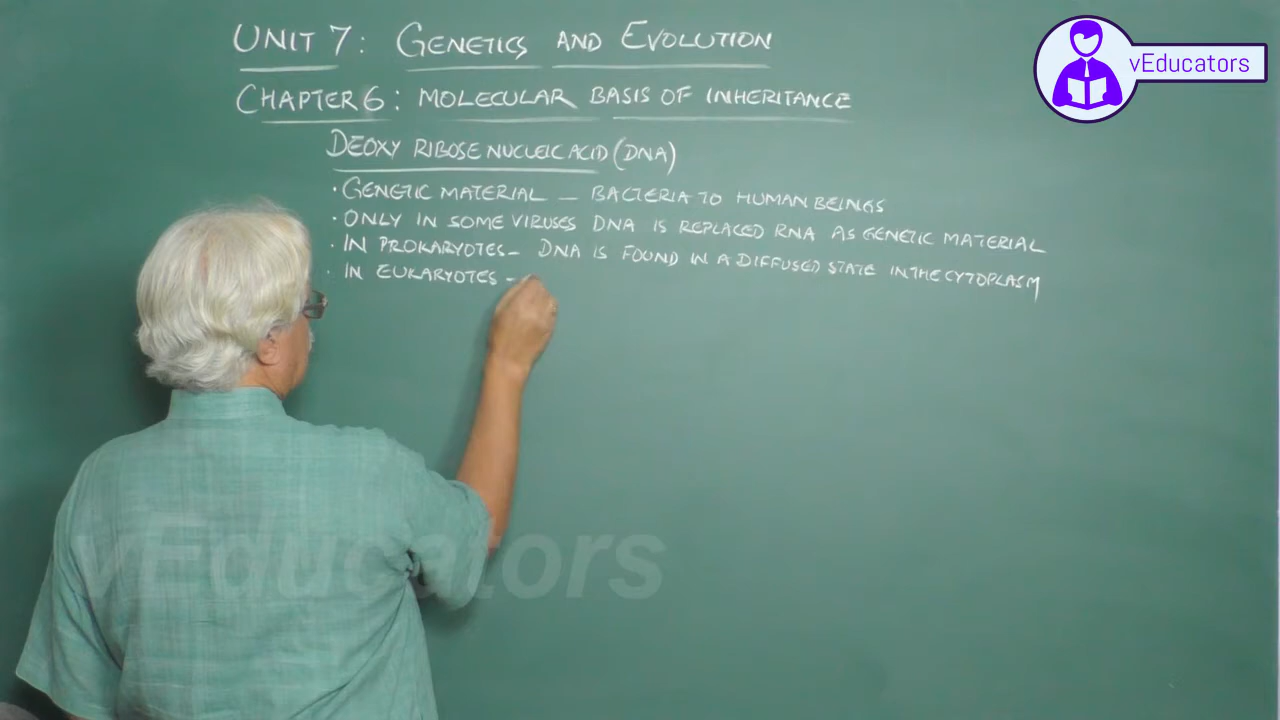 UNIT 7: GENETICS AND EVOLUTION
CHAPTER 6: MOLECULAR BASIS OF INHERITANCE
DEOXY RIBOSE NUCLEIC ACID (DNA)
· GENETIC MATERIAL — BACTERIA TO HUMAN BEINGS
· ONLY IN SOME VIRUSES DNA IS REPLACED RNA AS GENETIC MATERIAL
· IN PROKARYOTES – DNA IS FOUND IN A DIFFUSED STATE IN THE CYTOPLASM
· IN EUKARYOTES –
vEducators
vEducators